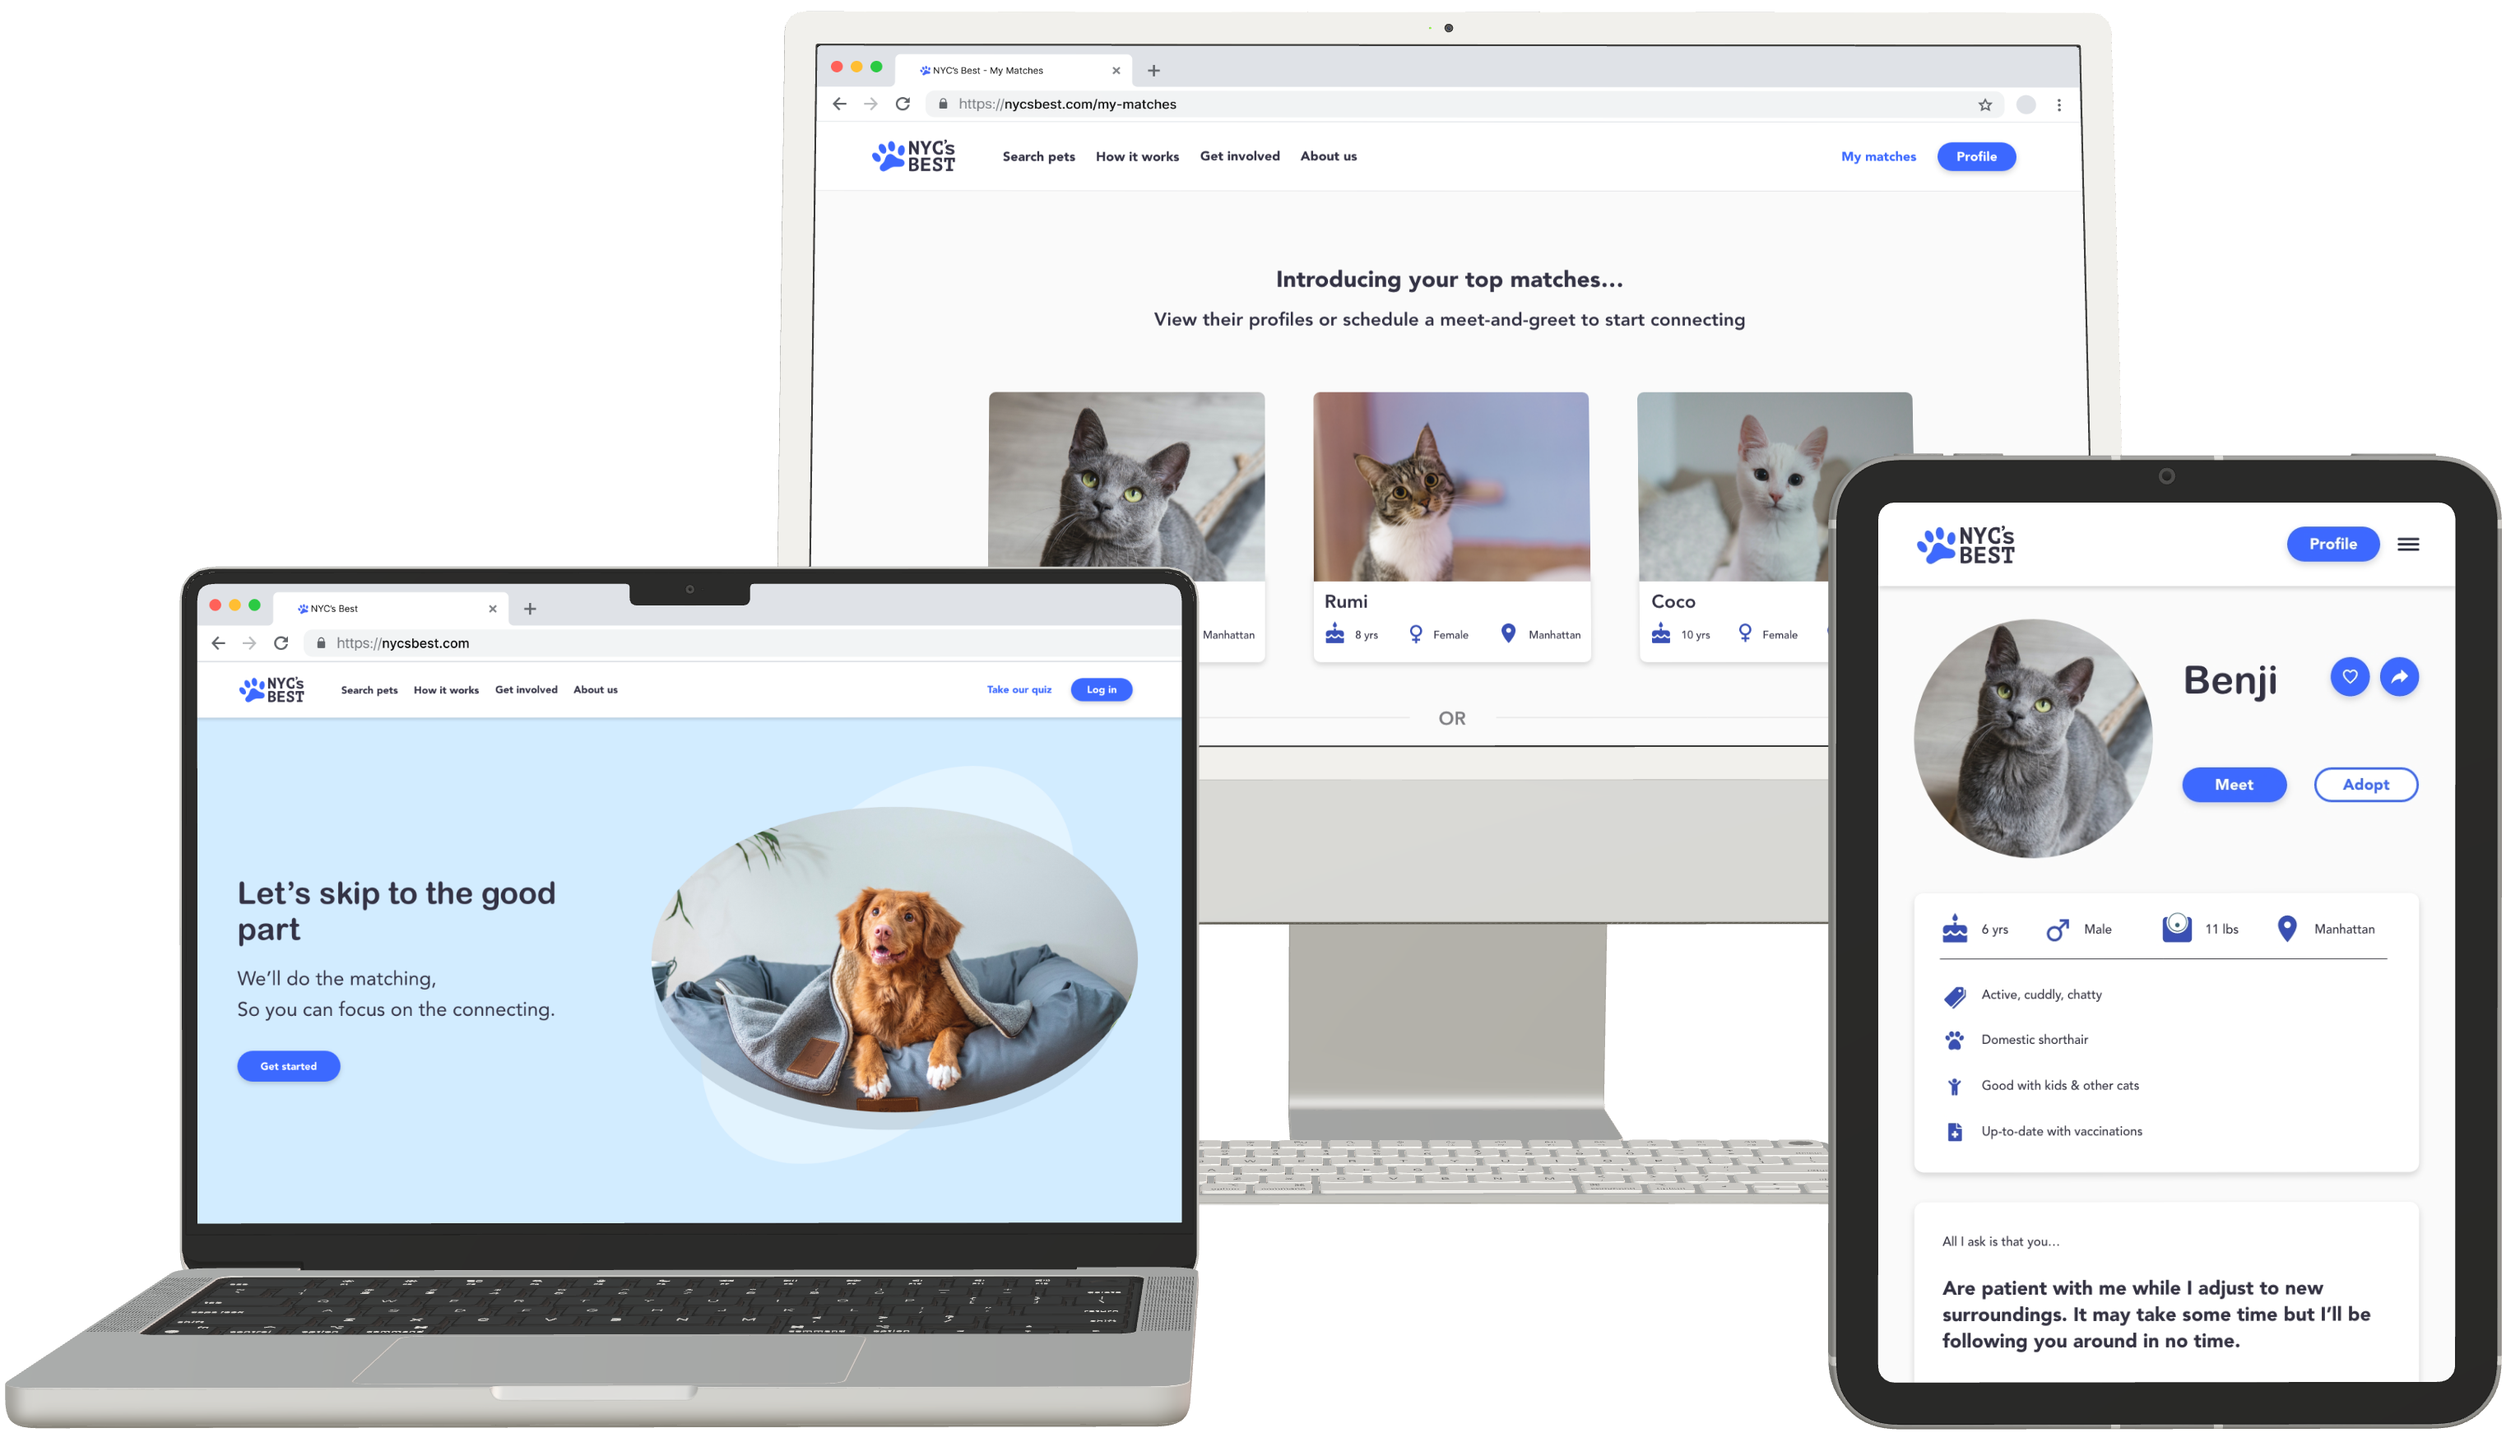 NYC's Best - My Matches
https://nycsbest.com/my-matches
NYC's
BEST
Search pets How it works Get involved About us
My matches Profile
Introducing your top matches...
View their profiles or schedule a meet-and-greet to start connecting
Manhattan
Rumi
8 yrs Female Manhattan
Coco
10 yrs Female
OR
NYC's Best
https://nycsbest.com
NYC's
BEST
Search pets How it works Get involved About us
Take our quiz Log in
Let's skip to the good
part
We'll do the matching,
So you can focus on the connecting.
Get started
NYC's
BEST
Profile
Benji
Meet Adopt
6 yrs Male 11 lbs Manhattan
Active, cuddly, chatty
Domestic shorthair
Good with kids & other cats
Up-to-date with vaccinations
All I ask is that you...
Are patient with me while I adjust to new
surroundings. It may take some time but I'll be
following you around in no time.